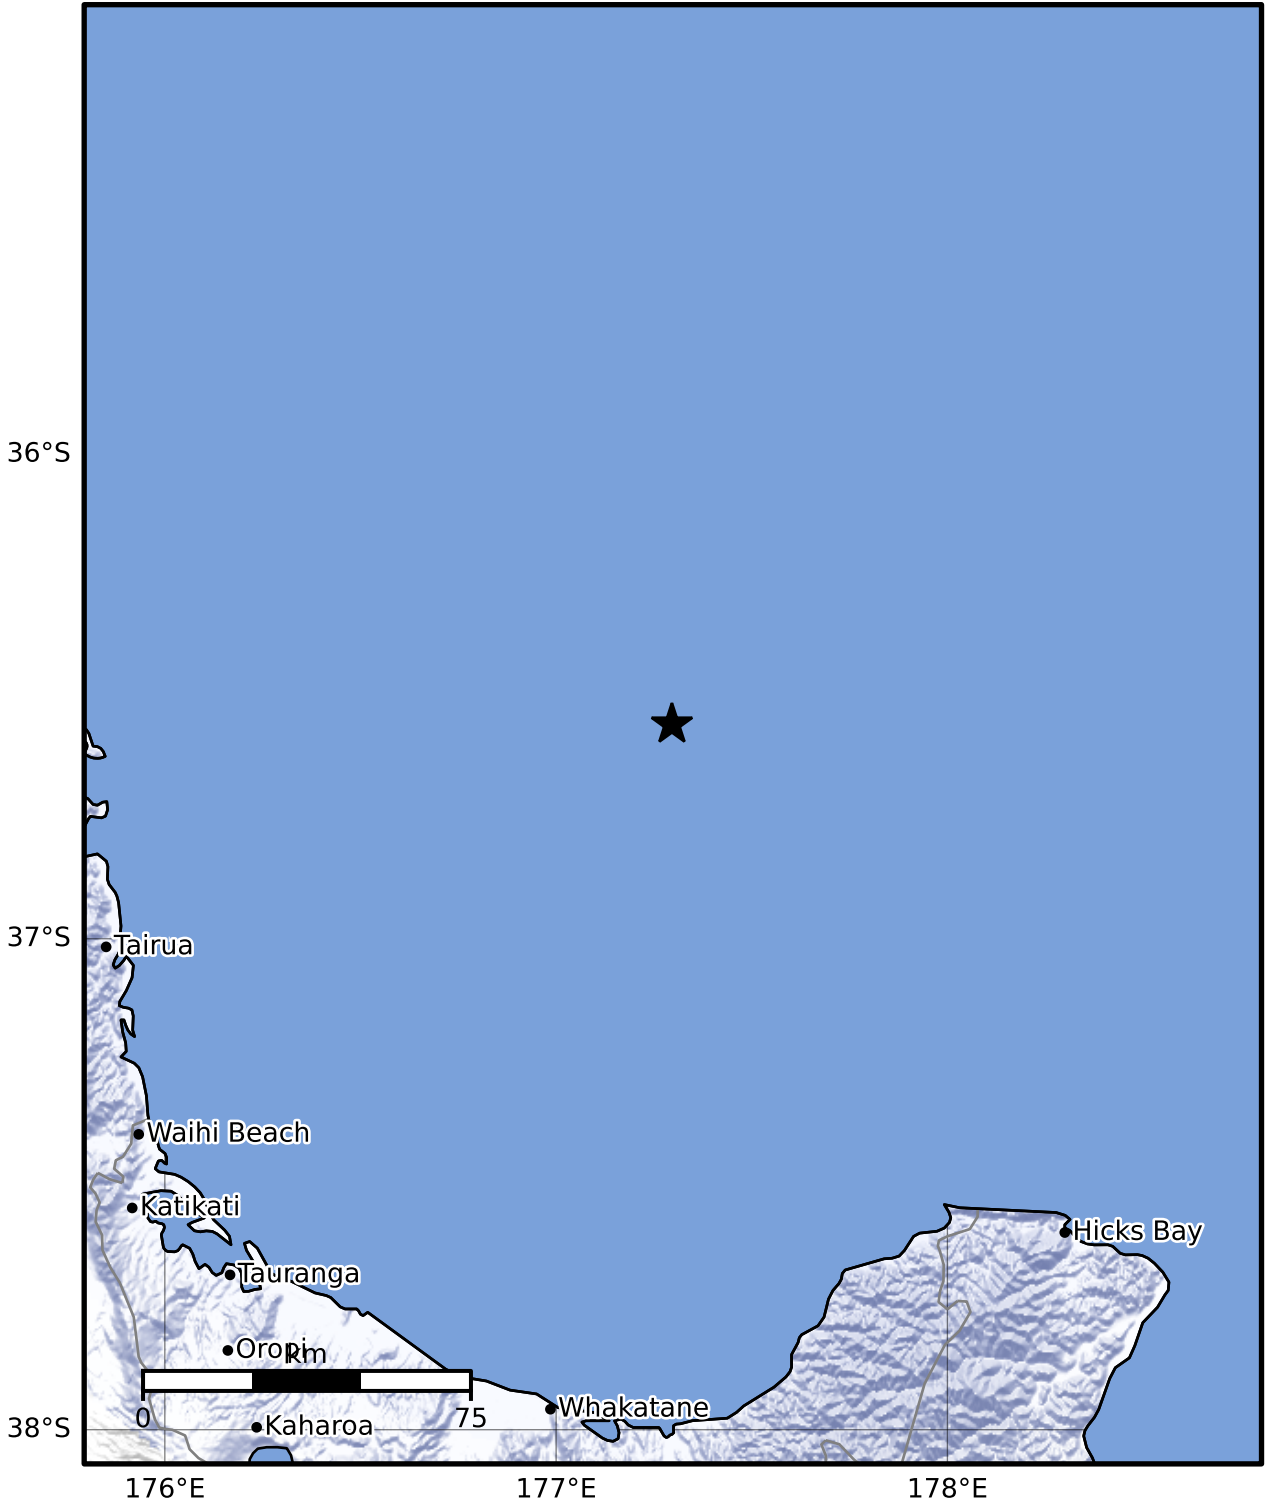 36°S
37°S
Tairua
Waihi Beach
Katikati
Hicks Bay
Tauranga
Oropi
km
0
75
Whakatane
Kaharoa
38°S
176°E
177°E
178°E